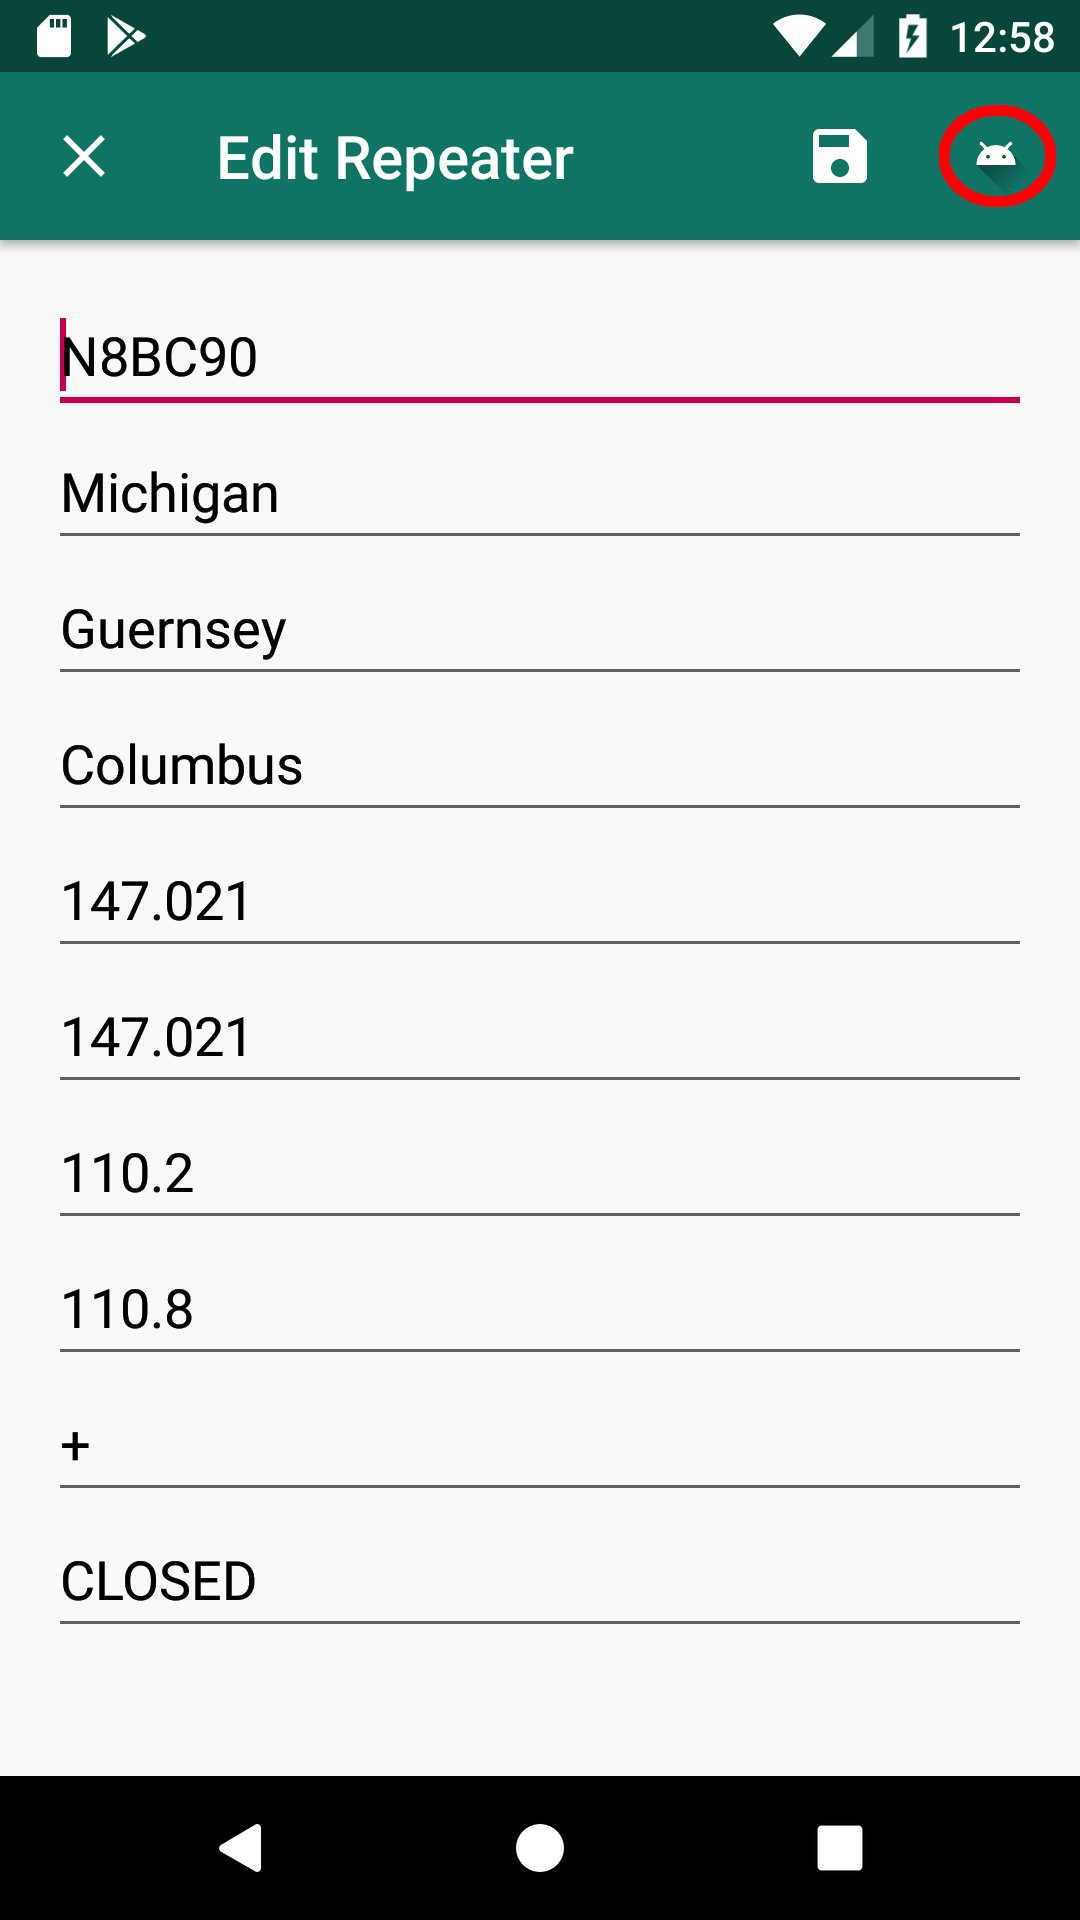 12:58
Edit Repeater
N8BC90
Michigan
Guernsey
Columbus
147.021
147.021
110.2
110.8
+
CLOSED